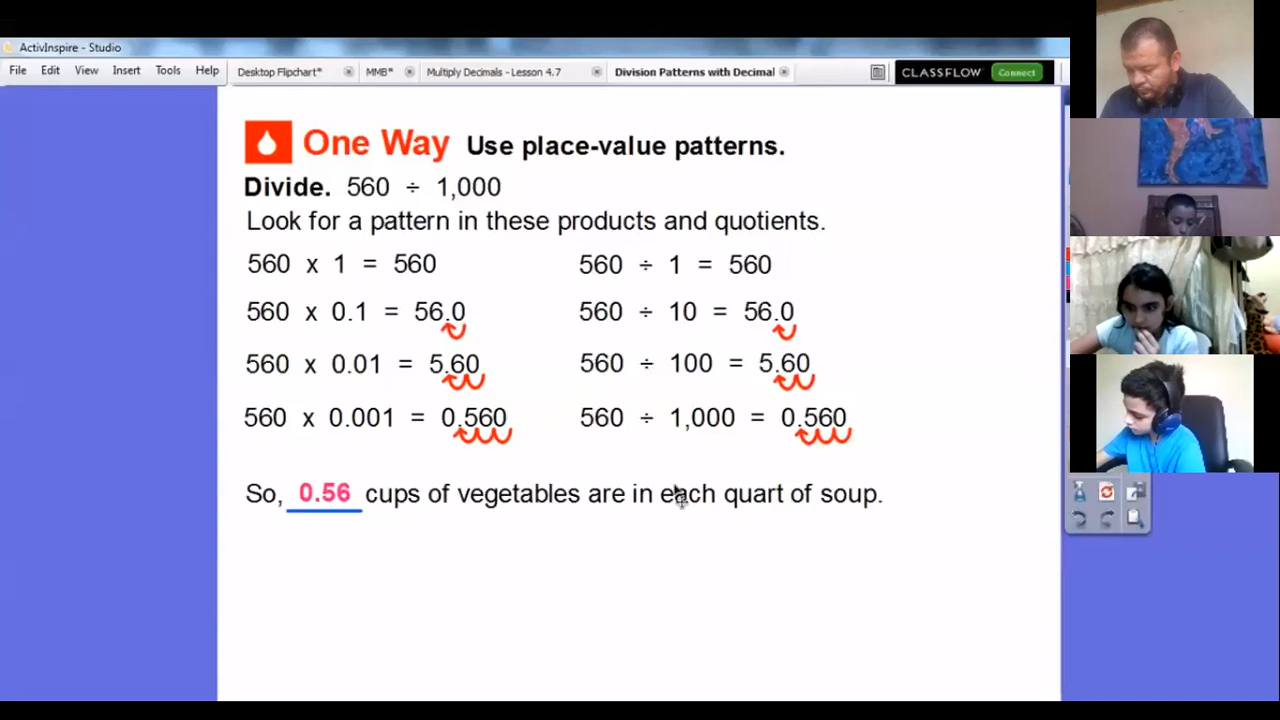 ActivInspire - Studio
File Edit View Insert Tools Help Desktop Flipchart* MMB* Multiply Decimals - Lesson 4.7 Division Patterns with Decimal CLASSFLOW Connect
One Way Use place-value patterns.
Divide. 560 ÷ 1,000
Look for a pattern in these products and quotients.
560 x 1 = 560 560 ÷ 1 = 560
560 x 0.1 = 56.0 560 ÷ 10 = 56.0
560 x 0.01 = 5.60 560 ÷ 100 = 5.60
560 x 0.001 = 0.560 560 ÷ 1,000 = 0.560
So, 0.56 cups of vegetables are in each quart of soup.